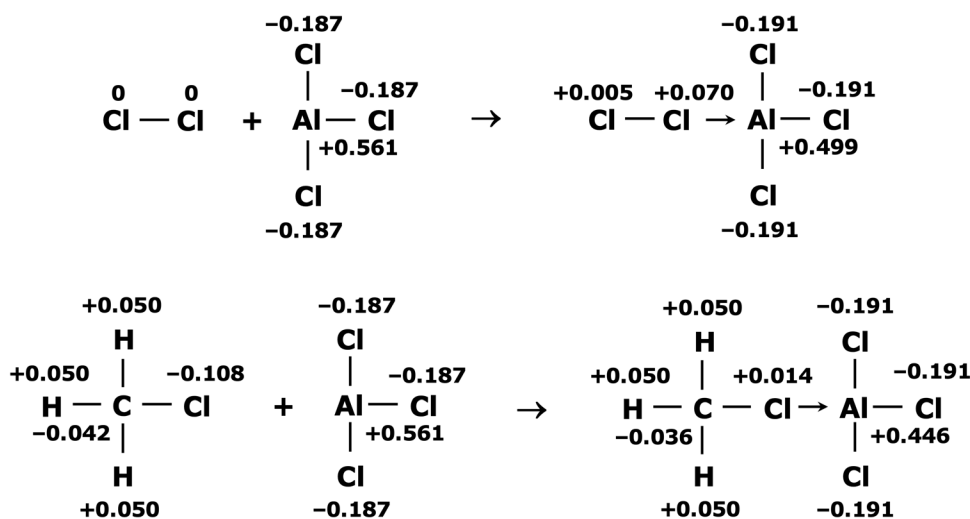 −0.187 −0.191
Cl Cl
0 0 −0.187 +0.005 +0.070 −0.191
Cl — Cl + Al — Cl → Cl — Cl → Al — Cl
+0.561 +0.499
Cl Cl
−0.187 −0.191
+0.050 −0.187 +0.050 −0.191
H Cl H Cl
+0.050 −0.108 −0.187 +0.050 +0.014 −0.191
H — C — Cl + Al — Cl → H — C — Cl → Al — Cl
−0.042 +0.561 −0.036 +0.446
H Cl H Cl
+0.050 −0.187 +0.050 −0.191